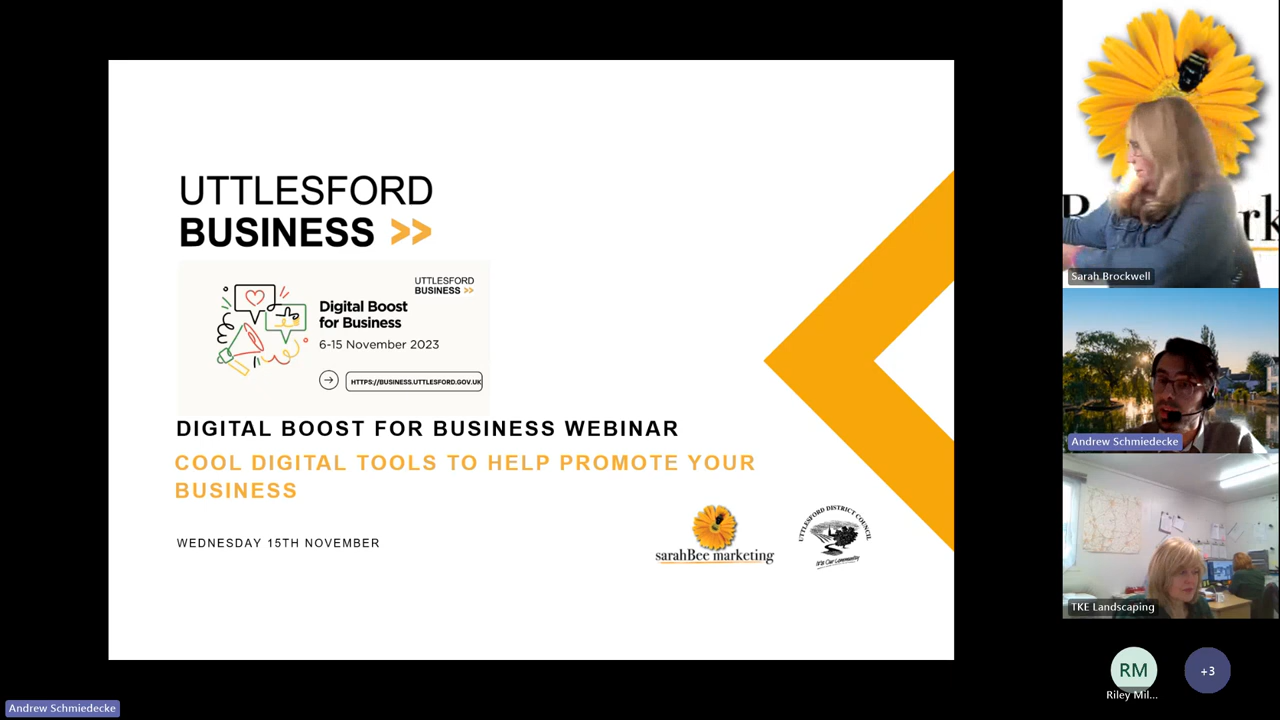 UTTLESFORD
BUSINESS >>
UTTLESFORD
BUSINESS >>
Digital Boost
for Business
6-15 November 2023
HTTPS://BUSINESS.UTTLESFORD.GOV.UK
DIGITAL BOOST FOR BUSINESS WEBINAR
COOL DIGITAL TOOLS TO HELP PROMOTE YOUR
BUSINESS
WEDNESDAY 15TH NOVEMBER
sarahBee marketing
UTTLESFORD DISTRICT COUNCIL
Sarah Brockwell
Andrew Schmiedecke
TKE Landscaping
RM
Riley Mil...
+3
Andrew Schmiedecke